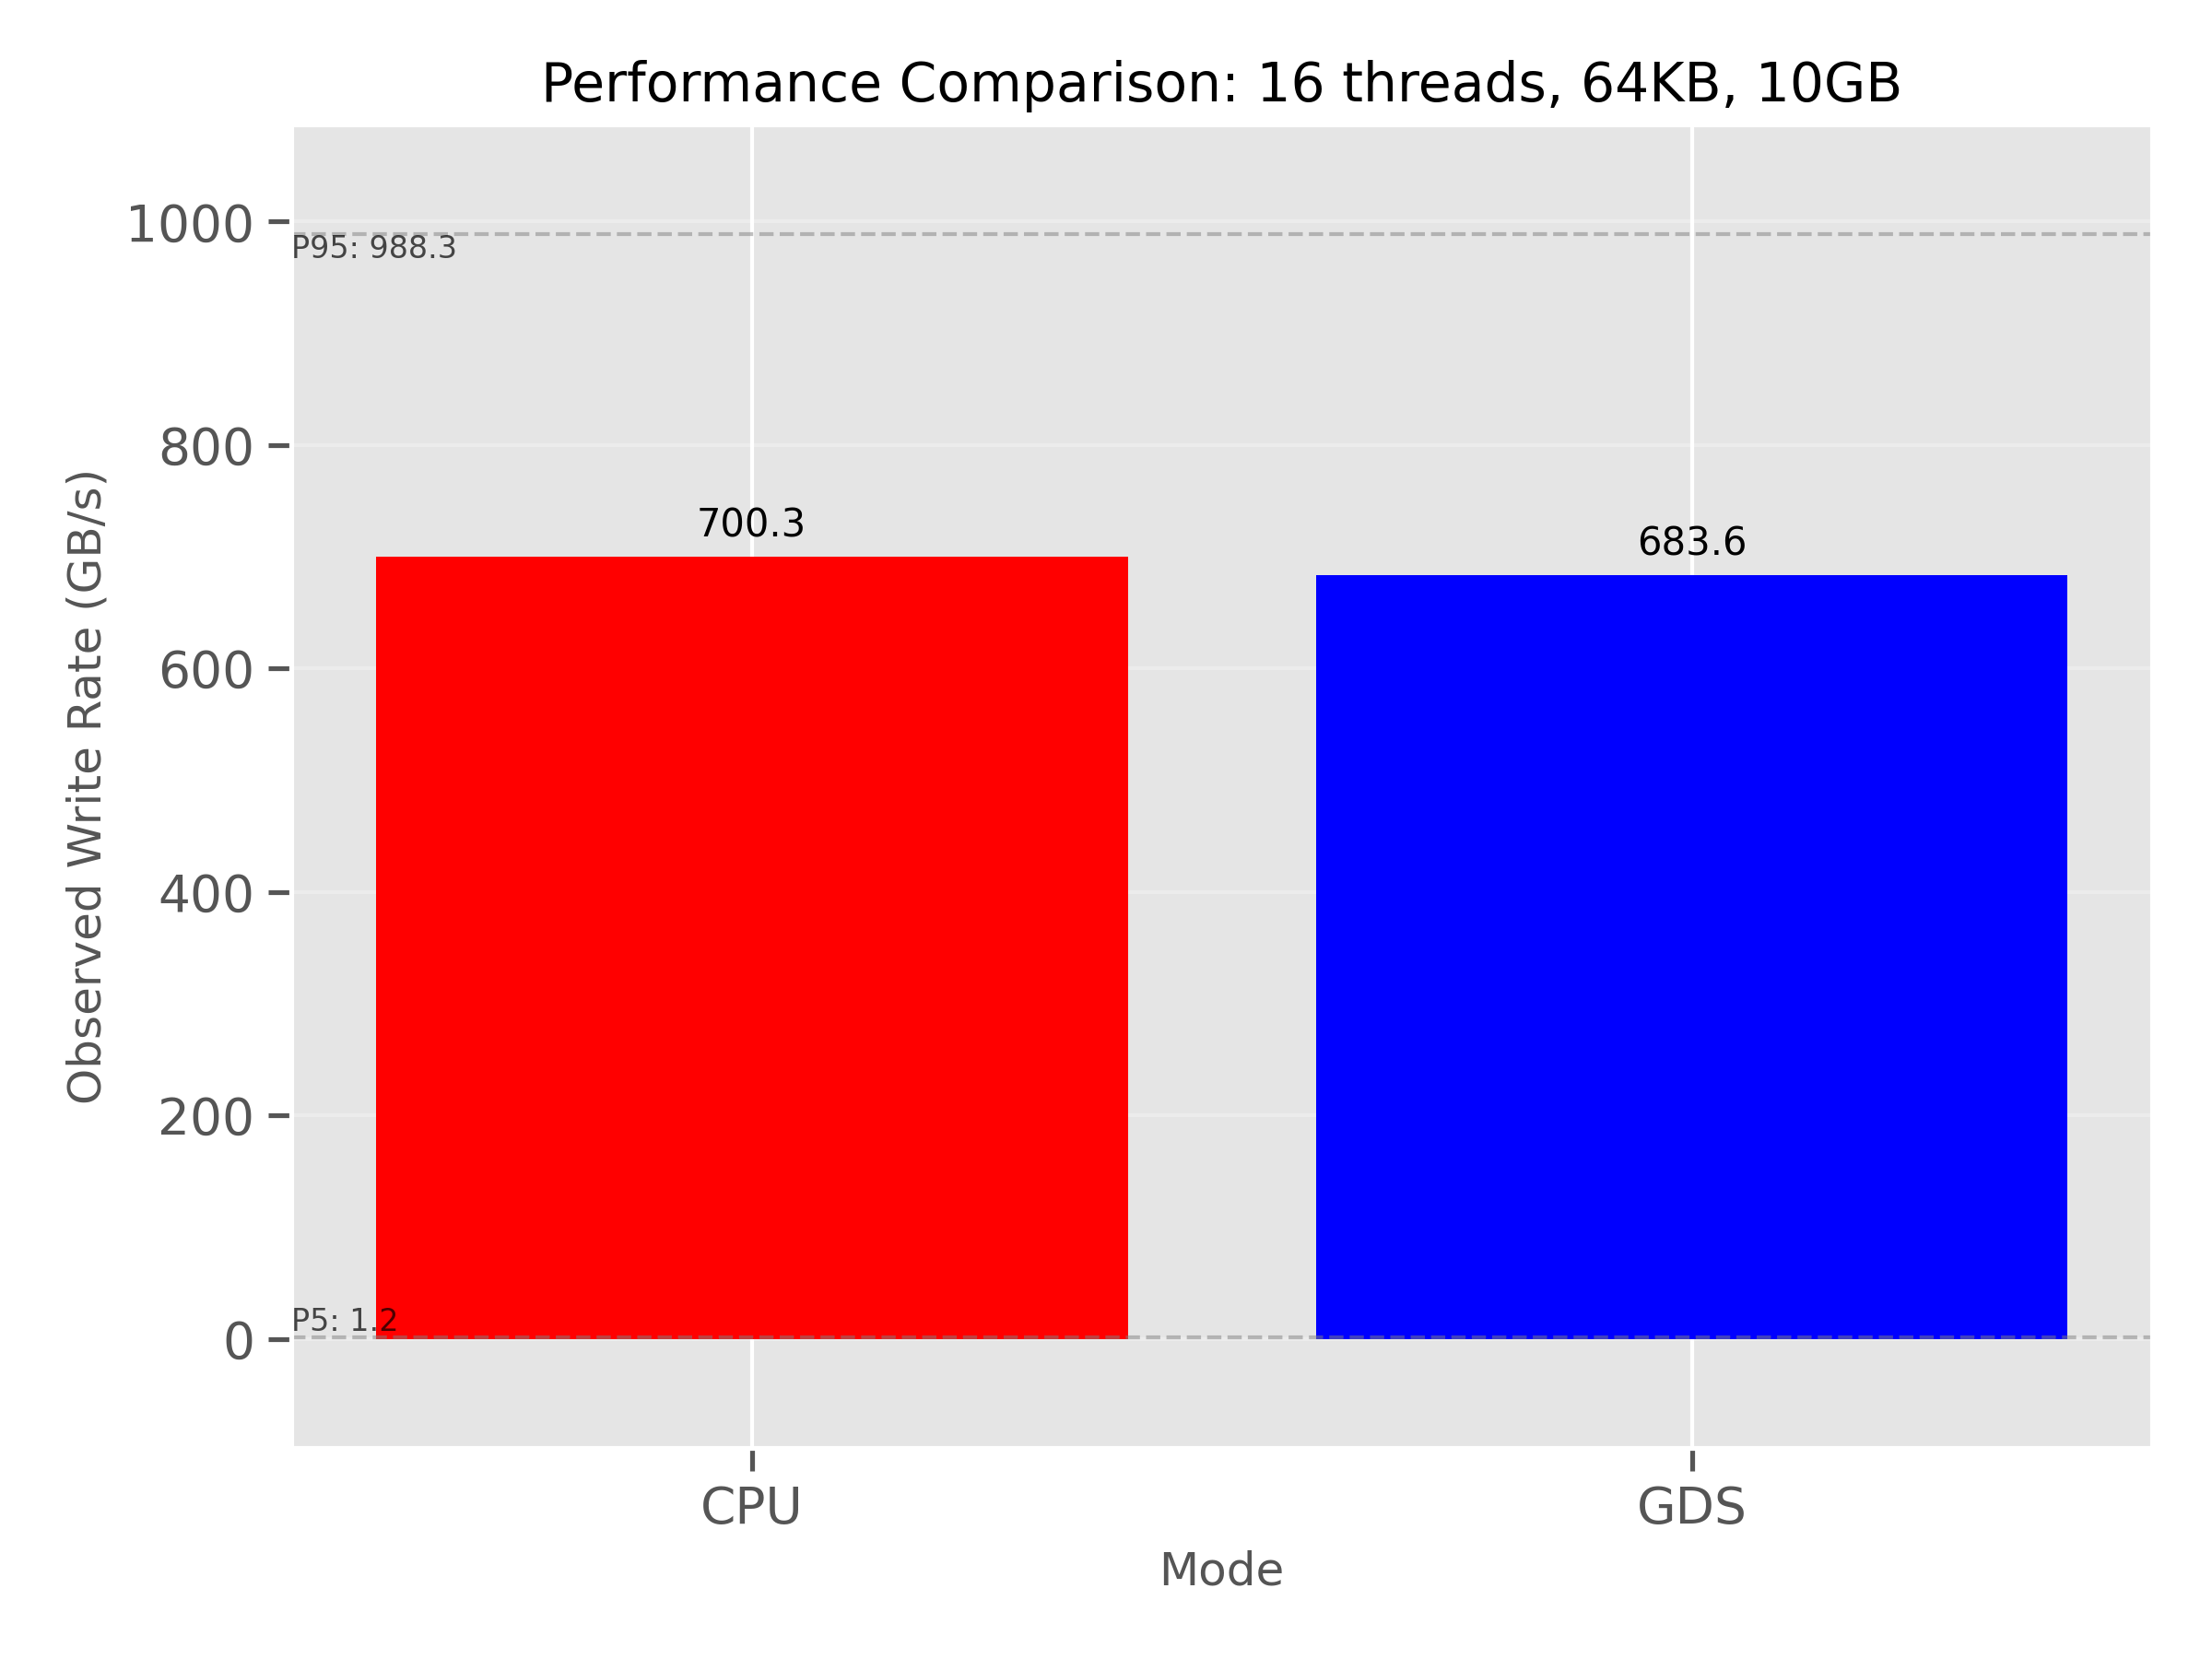 Performance Comparison: 16 threads, 64KB, 10GB
Observed Write Rate (GB/s)
1000
800
600
400
200
0
P95: 988.3
700.3
683.6
P5: 1.2
CPU
GDS
Mode